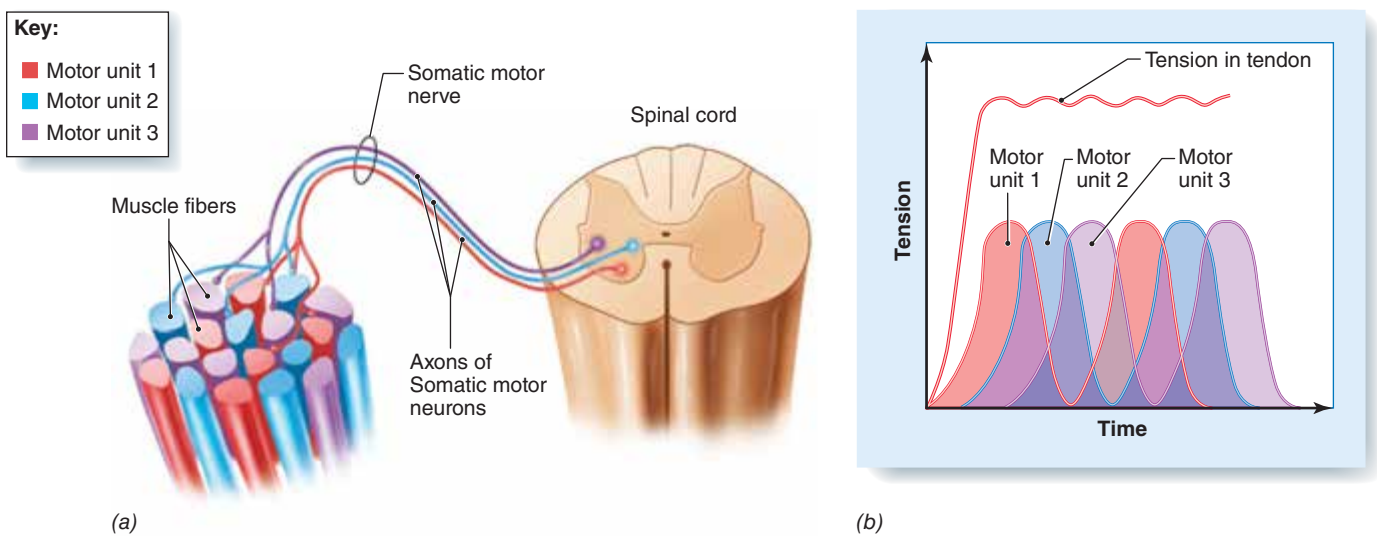 Key:
Motor unit 1
Motor unit 2
Motor unit 3
Somatic motor
nerve
Spinal cord
Muscle fibers
Axons of
Somatic motor
neurons
(a)
Tension in tendon
Motor
unit 1
Motor
unit 2
Motor
unit 3
Tension
Time
(b)